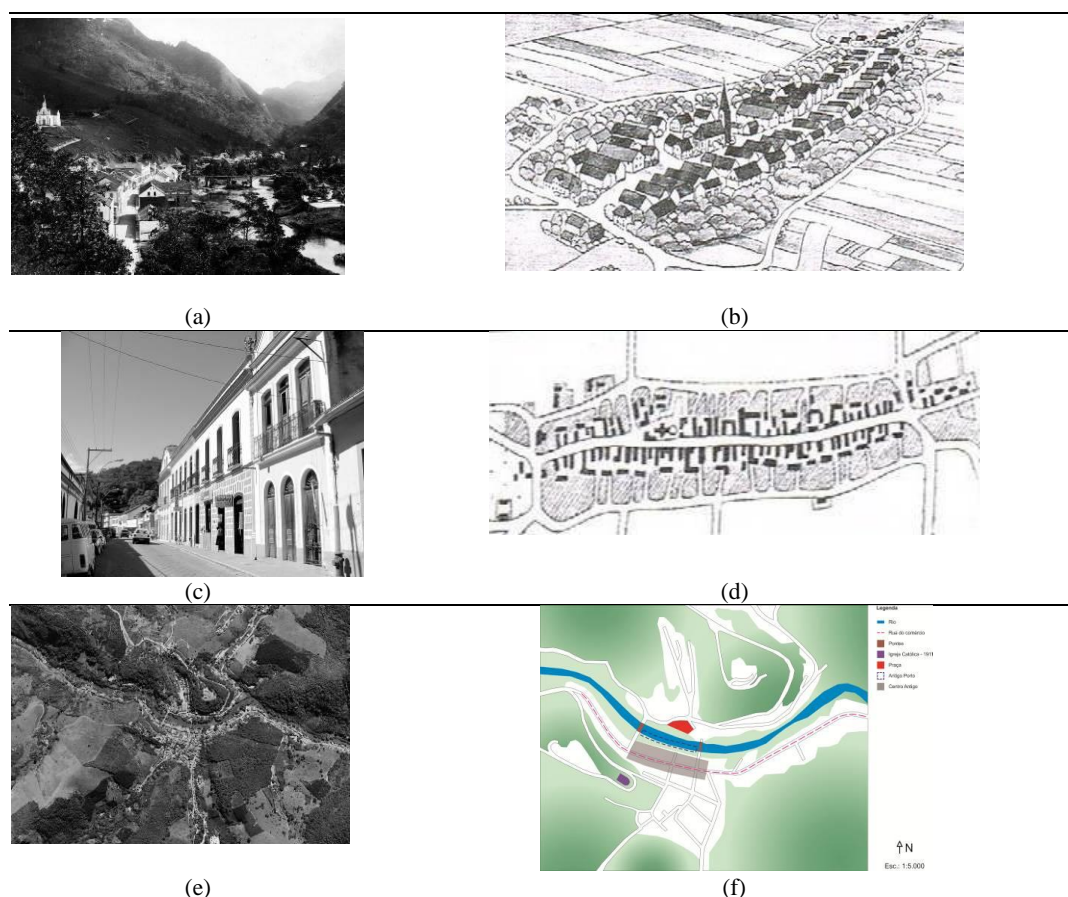 (a)
(b)
(c)
(d)
Legenda
Rio
Rua do comércio
Pontes
Igreja Católica - 1911
Praça
Antigo Porto
Centro Antigo
N
Esc.: 1:5.000
(e)
(f)